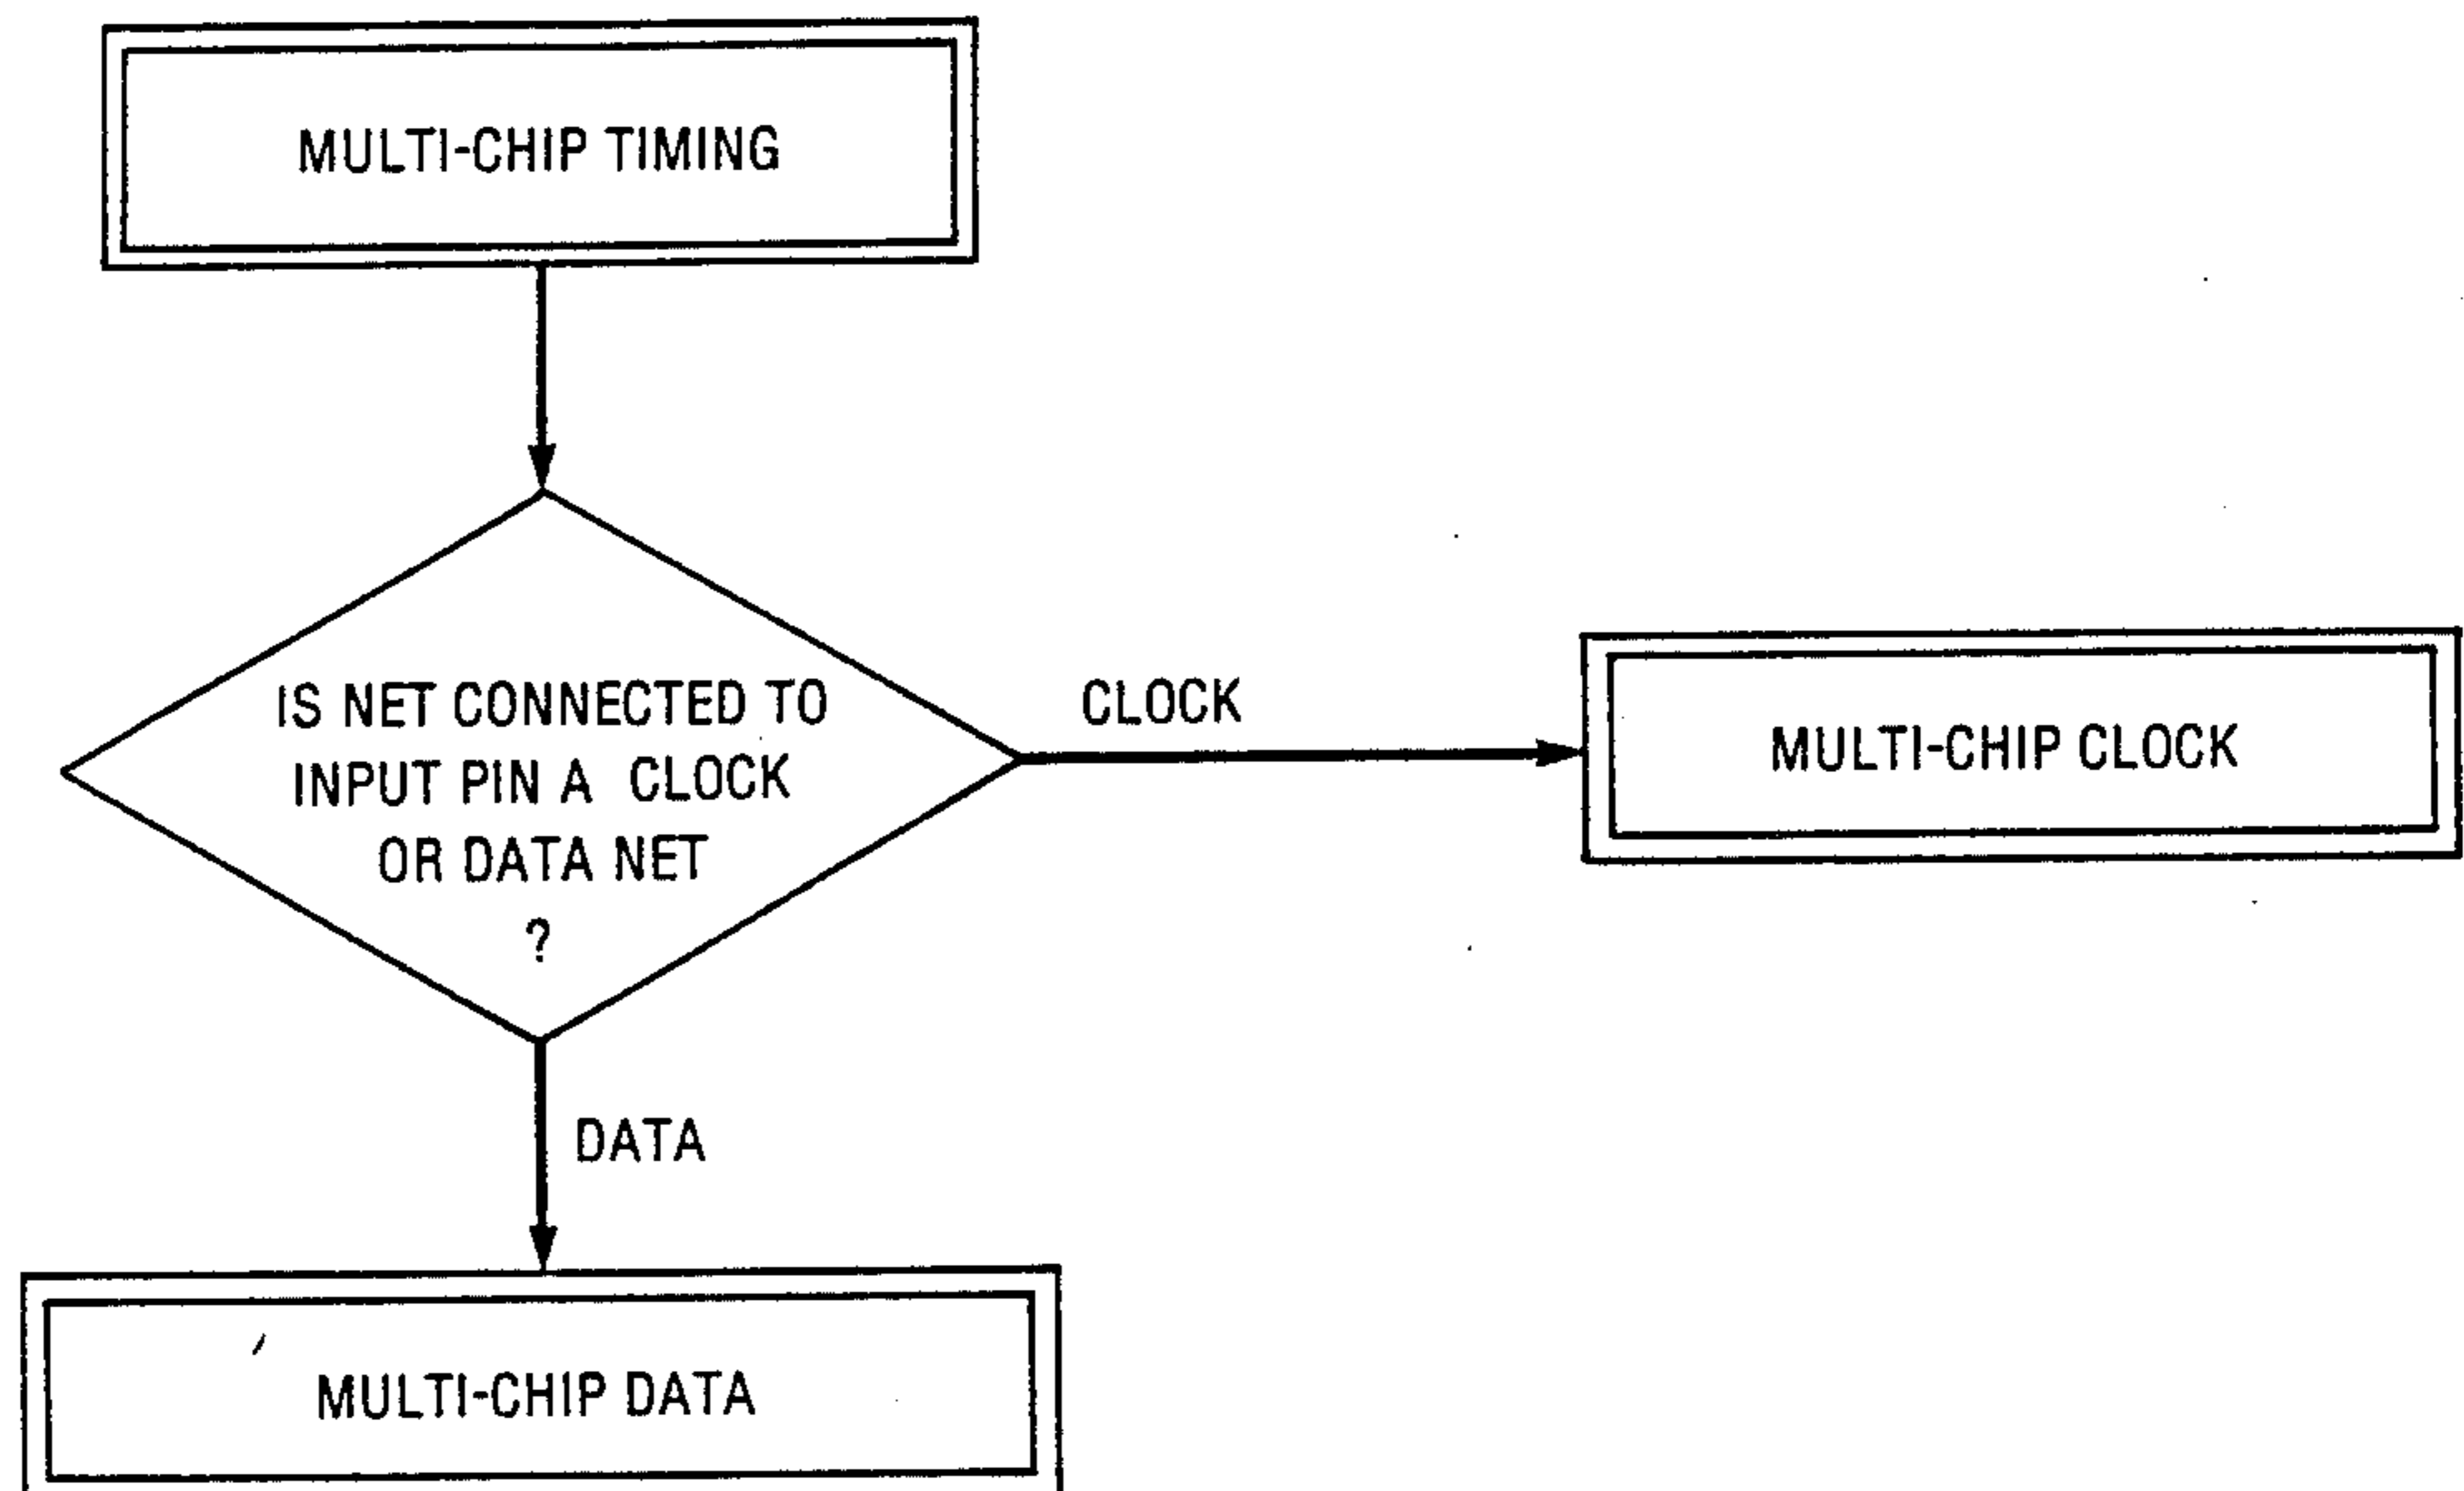 MULTI-CHIP TIMING
IS NET CONNECTED TO
INPUT PIN A CLOCK
OR DATA NET
?
CLOCK
MULTI-CHIP CLOCK
DATA
MULTI-CHIP DATA